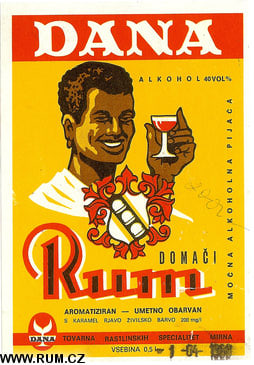 DANA
ALKOHOL 40VOL%
MOČNA ALKOHOLNA PIJAČA
DOMAČI
Rum
AROMATIZIRAN — UMETNO OBARVAN
S KARAMEL RJAVO ŽIVILSKO BARVO 200 mg/l
DANA
TOVARNA RASTLINSKIH SPECIALITET MIRNA
VSEBINA 0,5 l
WWW.RUM.CZ